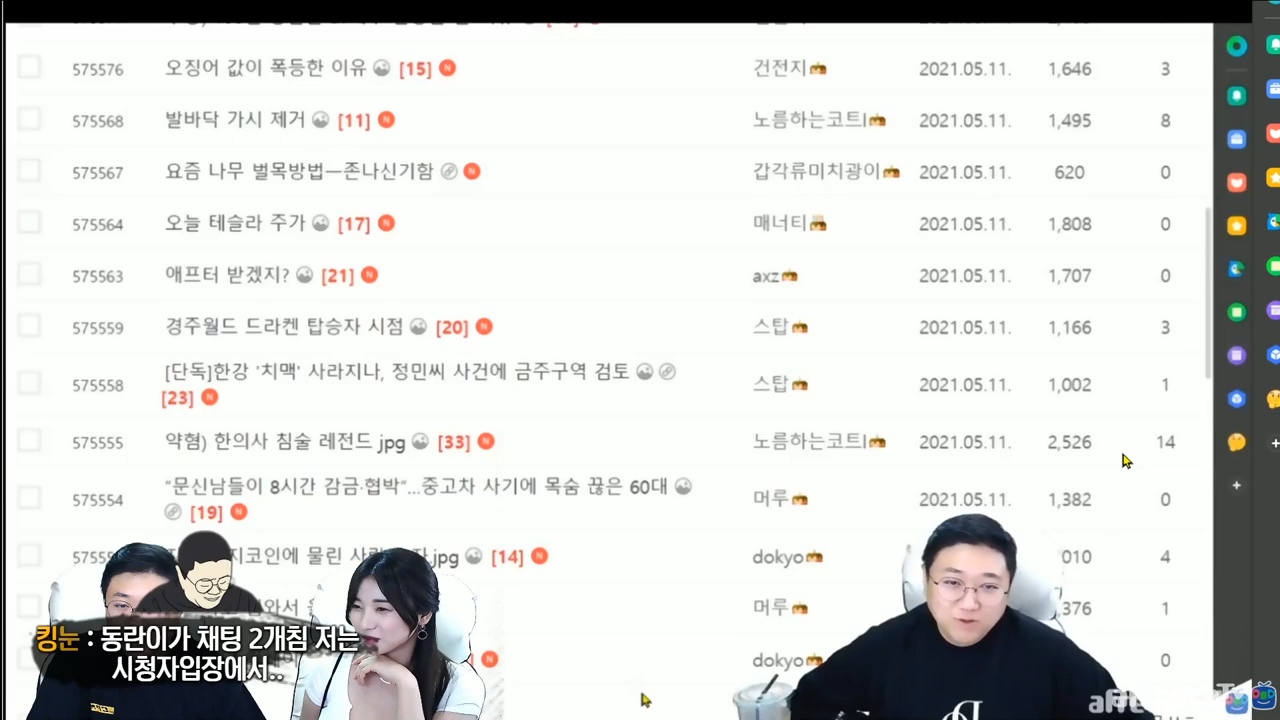 575576 오징어 값이 폭등한 이유 [15] N 건전지 2021.05.11. 1,646 3
575568 발바닥 가시 제거 [11] N 노름하는코트I 2021.05.11. 1,495 8
575567 요즘 나무 벌목방법ㅡ존나신기함 N 갑각류미치광이 2021.05.11. 620 0
575564 오늘 테슬라 주가 [17] N 매너티 2021.05.11. 1,808 0
575563 애프터 받겠지? [21] N axz 2021.05.11. 1,707 0
575559 경주월드 드라켄 탑승자 시점 [20] N 스탑 2021.05.11. 1,166 3
575558 [단독]한강 '치맥' 사라지나, 정민씨 사건에 금주구역 검토 스탑 2021.05.11. 1,002 1
[23] N
575555 약혐) 한의사 침술 레전드.jpg [33] N 노름하는코트I 2021.05.11. 2,526 14
575554 "문신남들이 8시간 감금·협박"...중고차 사기에 목숨 끊은 60대 머루 2021.05.11. 1,382 0
[19] N
지코인에 물린 .jpg [14] N dokyo 010 4
머루 376 1
N dokyo 0
킹눈 : 동란이가 채팅 2개침 저는
시청자입장에서..